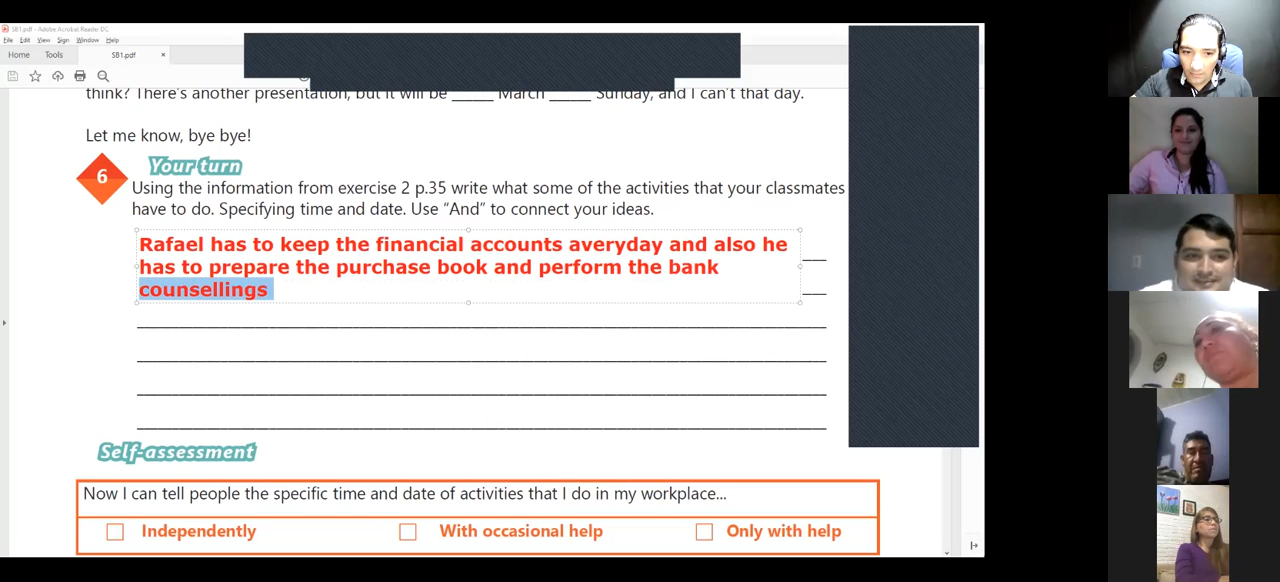 SB1.pdf - Adobe Acrobat Reader DC
File Edit View Sign Window Help
Home Tools SB1.pdf ×
think? There's another presentation, but it will be _____ March _____ Sunday, and I can't that day.
Let me know, bye bye!
6 Your turn
Using the information from exercise 2 p.35 write what some of the activities that your classmates
have to do. Specifying time and date. Use “And” to connect your ideas.
Rafael has to keep the financial accounts averyday and also he
has to prepare the purchase book and perform the bank
counsellings
Self-assessment
Now I can tell people the specific time and date of activities that I do in my workplace...
Independently With occasional help Only with help